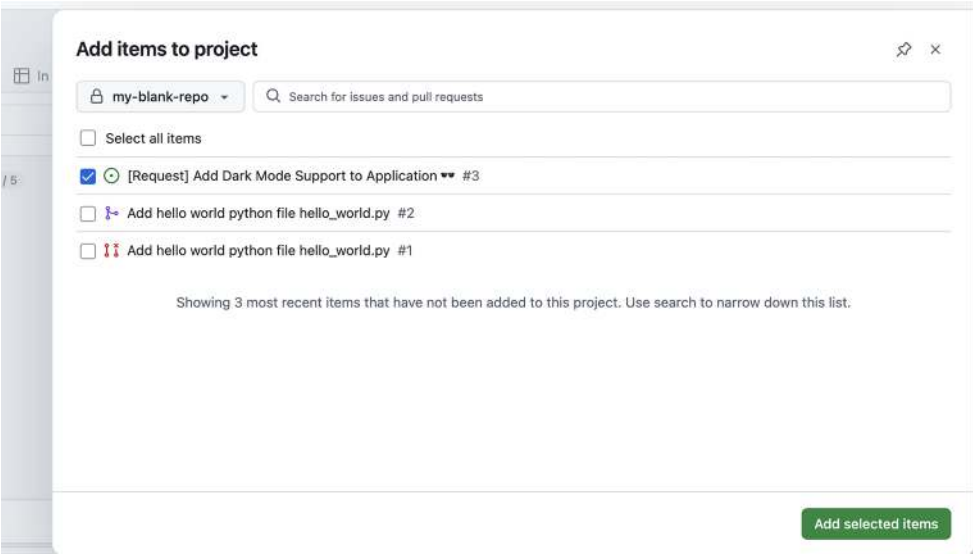 Add items to project
In
my-blank-repo
Search for issues and pull requests
Select all items
/ 5
[Request] Add Dark Mode Support to Application 🕶 #3
Add hello world python file hello_world.py #2
Add hello world python file hello_world.py #1
Showing 3 most recent items that have not been added to this project. Use search to narrow down this list.
Add selected items